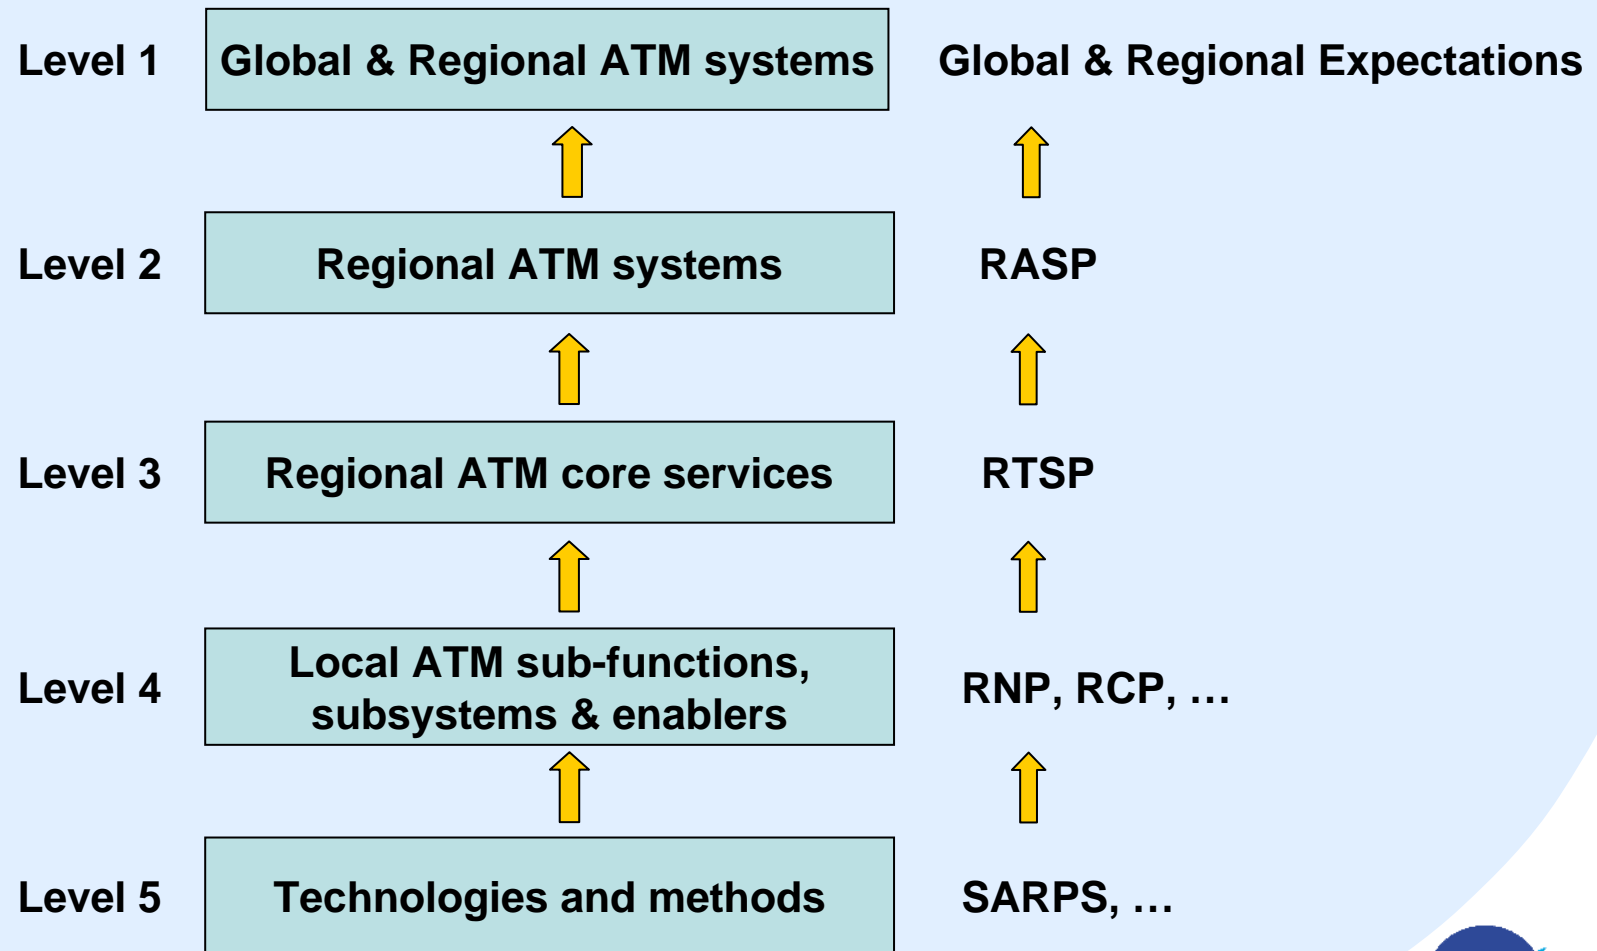 Level 1 Global & Regional ATM systems Global & Regional Expectations
Level 2 Regional ATM systems RASP
Level 3 Regional ATM core services RTSP
Level 4 Local ATM sub-functions,
subsystems & enablers RNP, RCP, …
Level 5 Technologies and methods SARPS, …